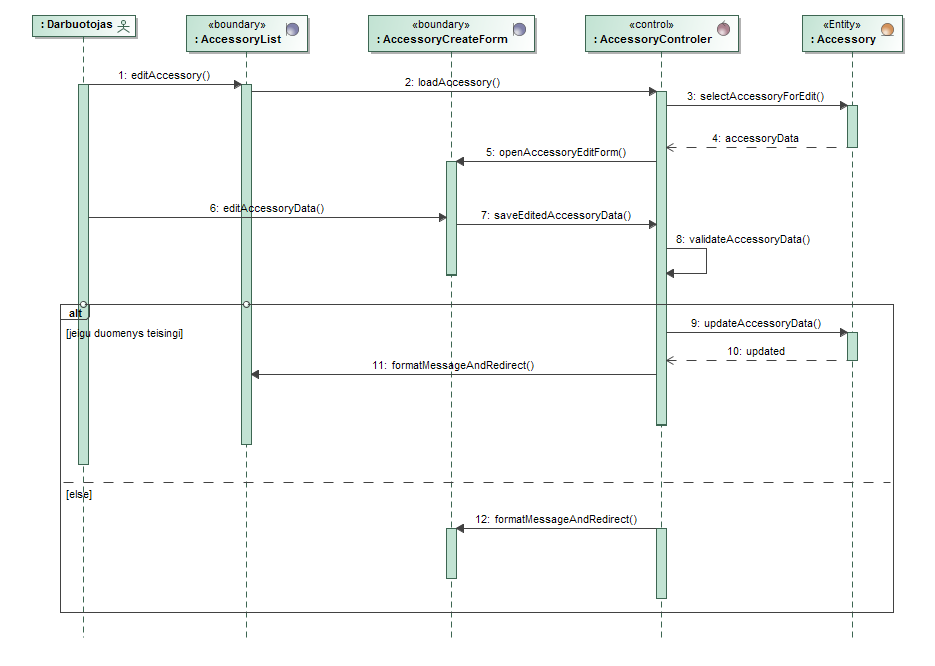 : Darbuotojas
«boundary»
: AccessoryList
«boundary»
: AccessoryCreateForm
«control»
: AccessoryControler
«Entity»
: Accessory
1: editAccessory()
2: loadAccessory()
3: selectAccessoryForEdit()
4: accessoryData
5: openAccessoryEditForm()
6: editAccessoryData()
7: saveEditedAccessoryData()
8: validateAccessoryData()
alt
[jeigu duomenys teisingi]
9: updateAccessoryData()
10: updated
11: formatMessageAndRedirect()
[else]
12: formatMessageAndRedirect()